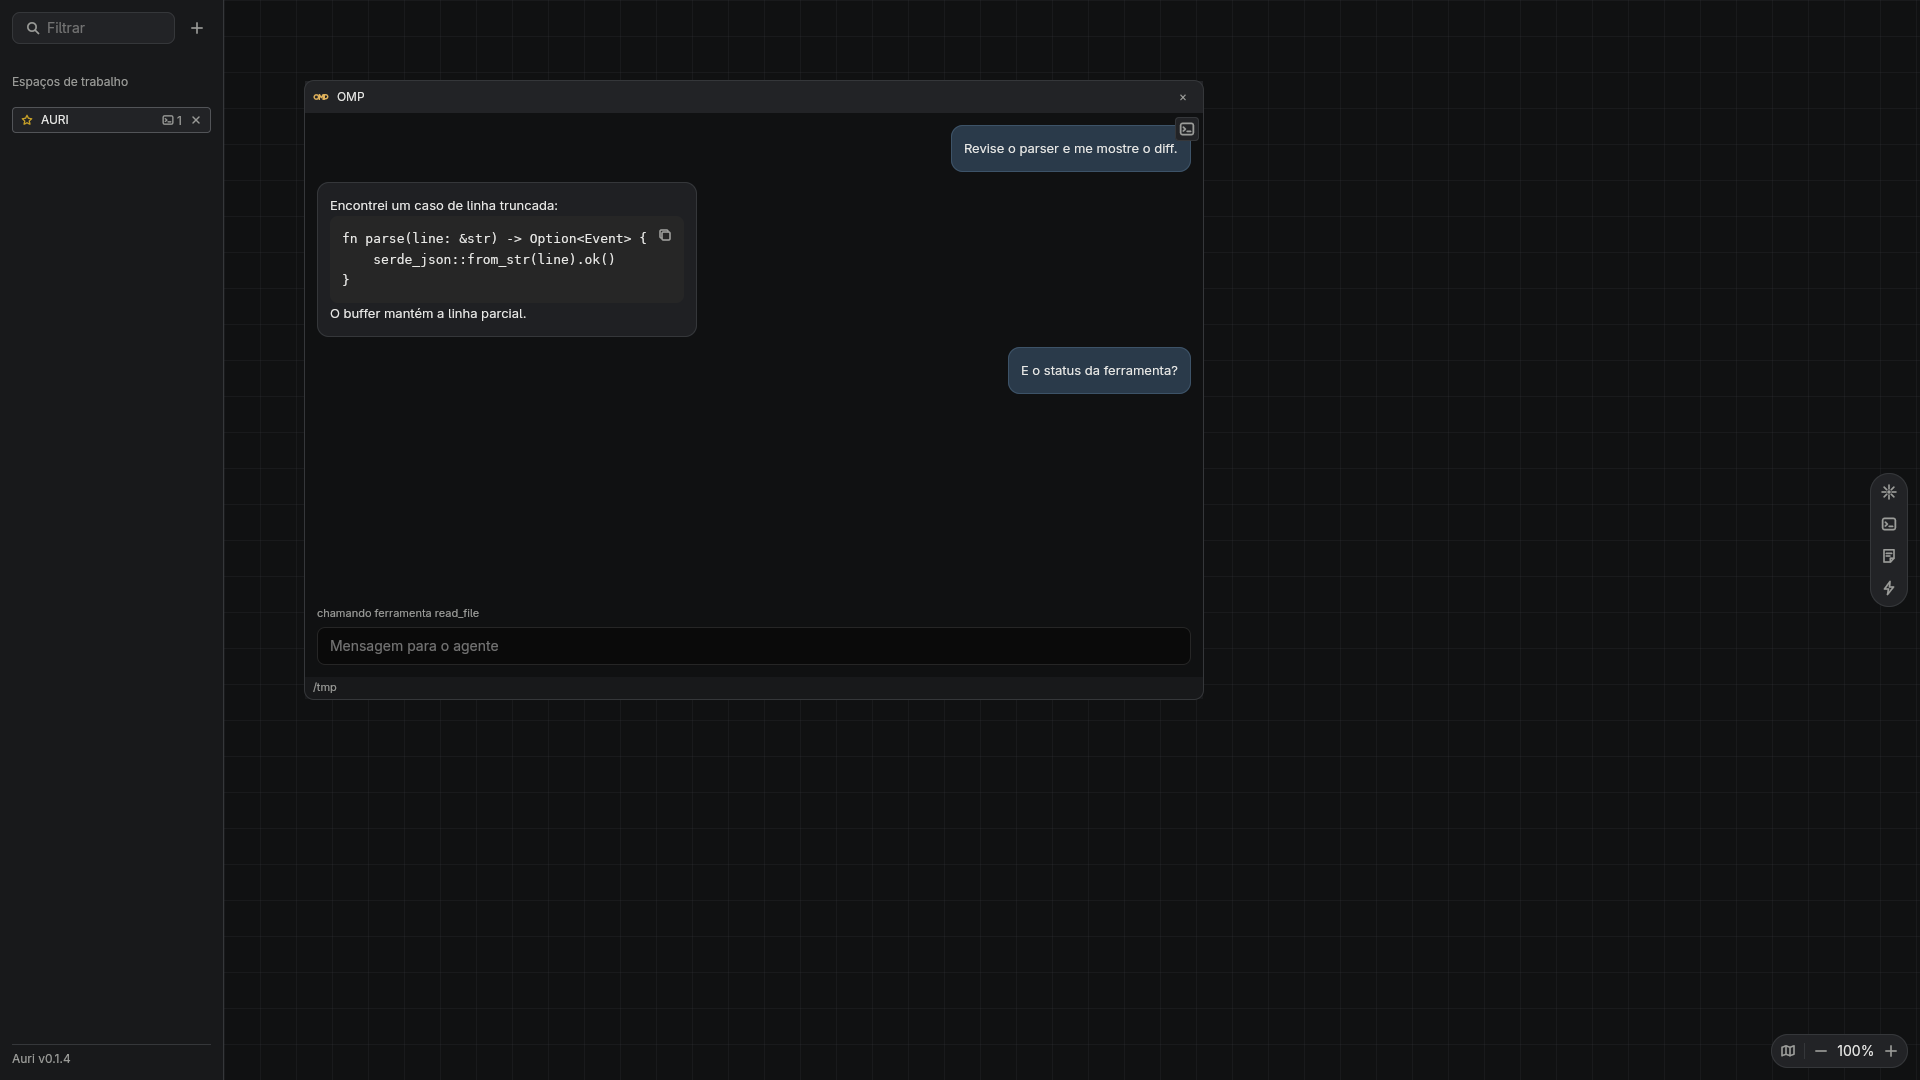 Filtrar
Espaços de trabalho
AURI 1
OMP
Revise o parser e me mostre o diff.
Encontrei um caso de linha truncada:
fn parse(line: &str) -> Option<Event> {
    serde_json::from_str(line).ok()
}
O buffer mantém a linha parcial.
E o status da ferramenta?
chamando ferramenta read_file
Mensagem para o agente
/tmp
100%
Auri v0.1.4